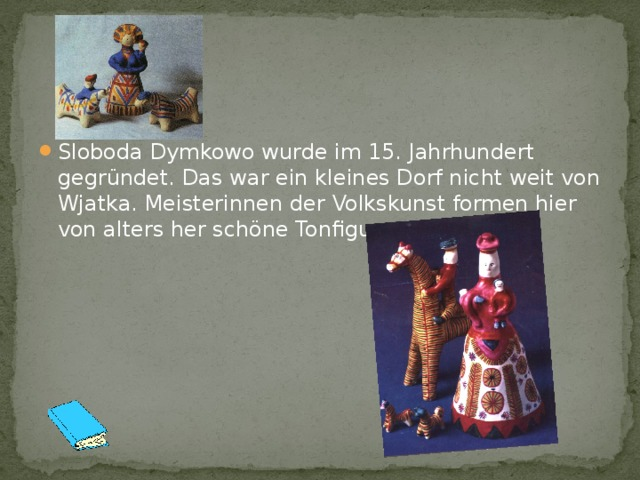 Sloboda Dymkowo wurde im 15. Jahrhundert
gegründet. Das war ein kleines Dorf nicht weit von
Wjatka. Meisterinnen der Volkskunst formen hier
von alters her schöne